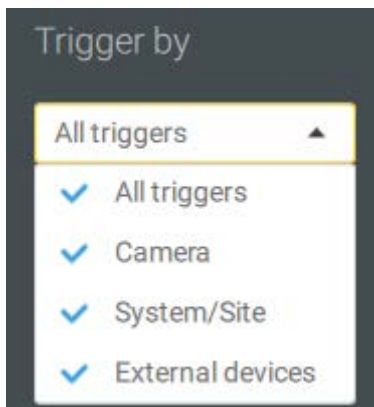 Trigger by
All triggers
All triggers
Camera
System/Site
External devices